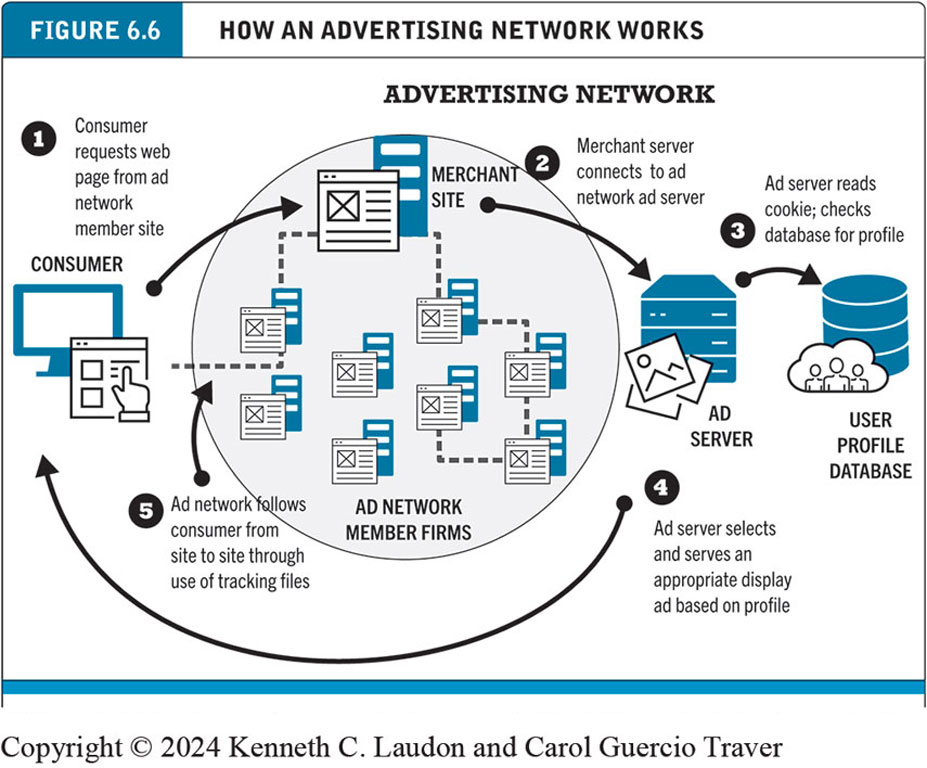 FIGURE 6.6
HOW AN ADVERTISING NETWORK WORKS
ADVERTISING NETWORK
1
Consumer
requests web
page from ad
network
member site
CONSUMER
MERCHANT
SITE
2
Merchant server
connects to ad
network ad server
3
Ad server reads
cookie; checks
database for profile
AD
SERVER
USER
PROFILE
DATABASE
4
Ad server selects
and serves an
appropriate display
ad based on profile
5
Ad network follows
consumer from
site to site through
use of tracking files
AD NETWORK
MEMBER FIRMS
Copyright © 2024 Kenneth C. Laudon and Carol Guercio Traver